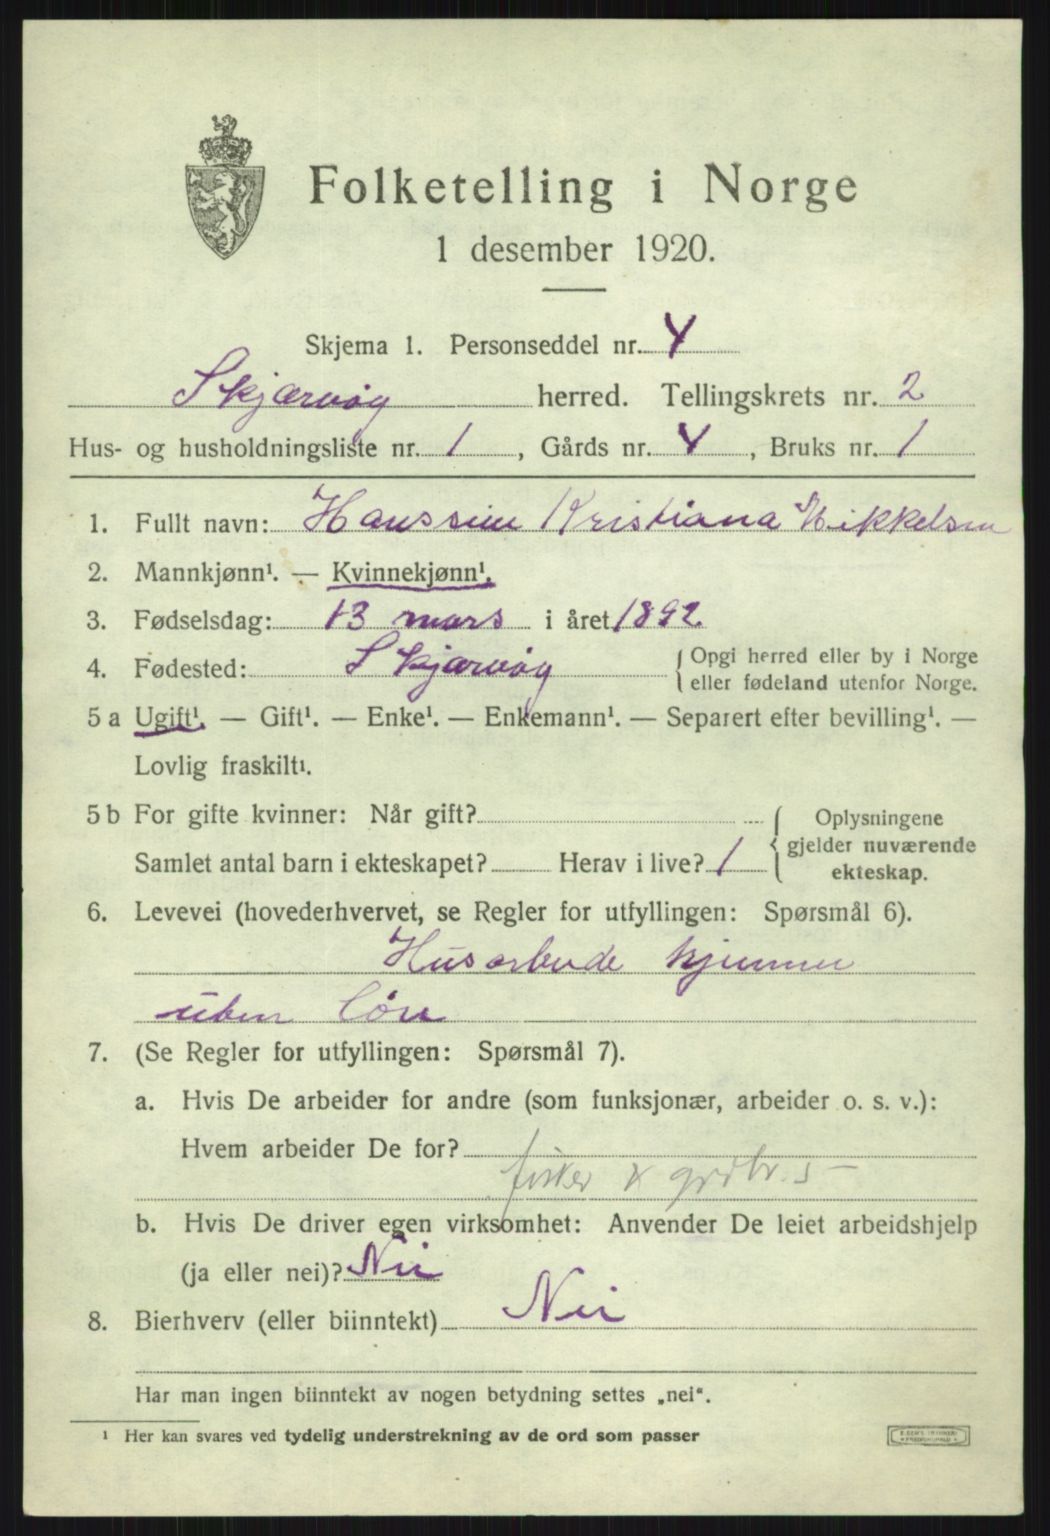 Folketelling i Norge
1 desember 1920.
Skjema 1. Personseddel nr. 4
Skjærvøy herred. Tellingskrets nr. 2
Hus- og husholdningsliste nr. 1, Gårds nr. 4, Bruks nr. 1
1. Fullt navn: Hanssine Kristiana Mikkelsen
2. Mannkjønn¹. — Kvinnekjønn¹.
3. Fødselsdag: 13 mars i året 1892
4. Fødested: Skjærvøy { Opgi herred eller by i Norge
eller fødeland utenfor Norge.
5 a Ugift¹. — Gift¹. — Enke¹. — Enkemann¹. — Separert efter bevilling¹. —
Lovlig fraskilt¹.
5 b For gifte kvinner: Når gift? { Oplysningene
Samlet antal barn i ekteskapet? Herav i live? 1 gjelder nuværende
ekteskap.
6. Levevei (hovederhvervet, se Regler for utfyllingen: Spørsmål 6).
Husarbeide hjemme
uben løn
7. (Se Regler for utfyllingen: Spørsmål 7).
a. Hvis De arbeider for andre (som funksjonær, arbeider o. s. v.):
Hvem arbeider De for?
fisker & grdbr. s —
b. Hvis De driver egen virksomhet: Anvender De leiet arbeidshjelp
(ja eller nei)? Nei
8. Bierhverv (eller biinntekt) Nei
Har man ingen biinntekt av nogen betydning settes „nei“.
¹ Her kan svares ved tydelig understrekning av de ord som passer